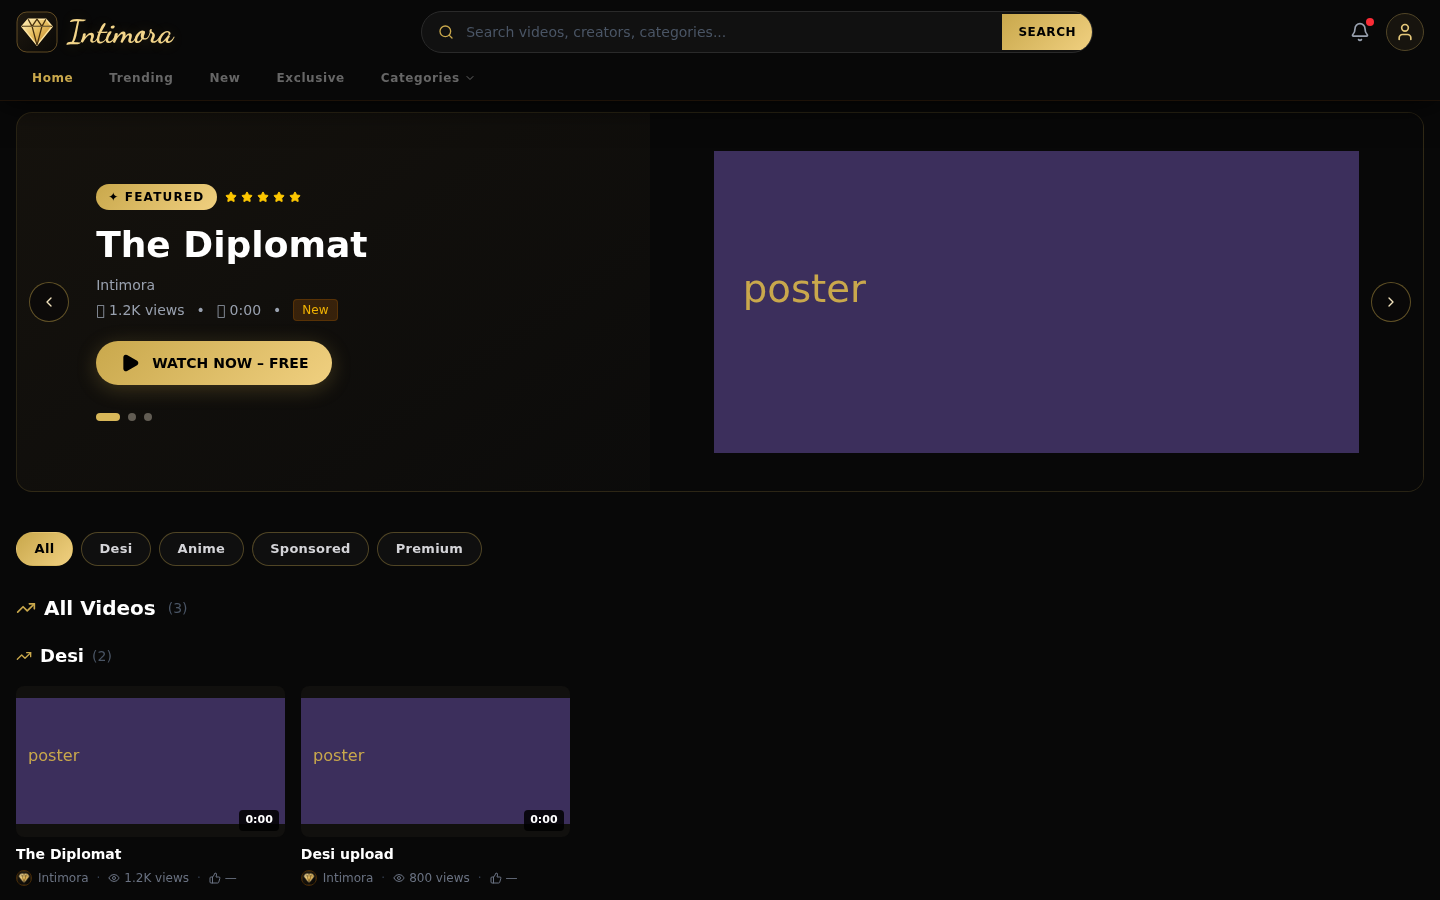 Intimora
Search videos, creators, categories...
SEARCH
Home
Trending
New
Exclusive
Categories
✦ FEATURED
The Diplomat
Intimora
1.2K views • 0:00 • New
WATCH NOW – FREE
poster
All
Desi
Anime
Sponsored
Premium
All Videos (3)
Desi (2)
poster
0:00
poster
0:00
The Diplomat
Intimora · 1.2K views · —
Desi upload
Intimora · 800 views · —